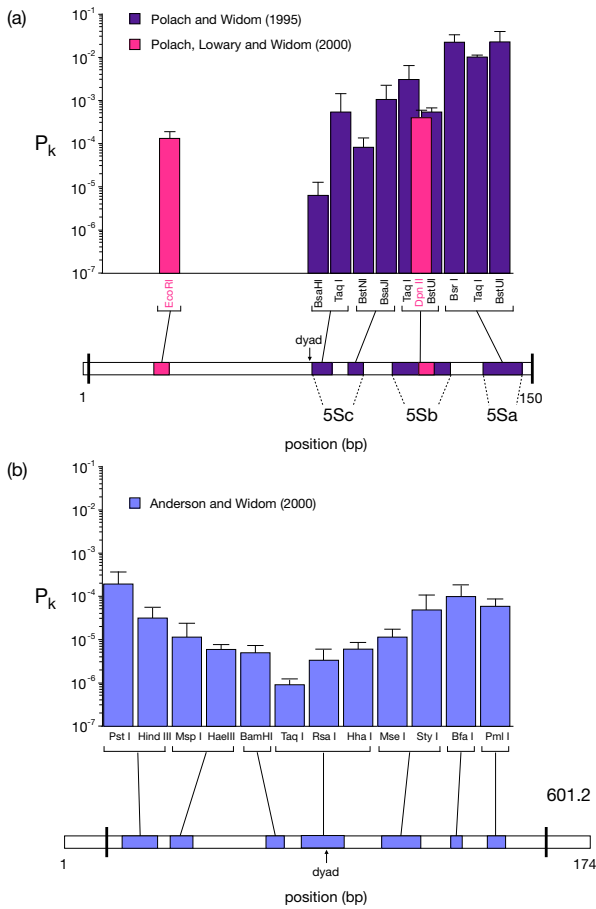 (a)
Polach and Widom (1995)
Polach, Lowary and Widom (2000)
10-1
10-2
10-3
10-4
10-5
10-6
10-7
Pk
EcoRI
BsaHI
Taq I
BstNI
BsaJI
Taq I
Dpn II
BstUI
Bsr I
Taq I
BstUI
dyad
1
150
5Sc
5Sb
5Sa
position (bp)
(b)
Anderson and Widom (2000)
10-1
10-2
10-3
10-4
10-5
10-6
10-7
Pk
Pst I Hind III Msp I HaeIII BamHI Taq I Rsa I Hha I Mse I Sty I Bfa I Pml I
601.2
1
174
dyad
position (bp)